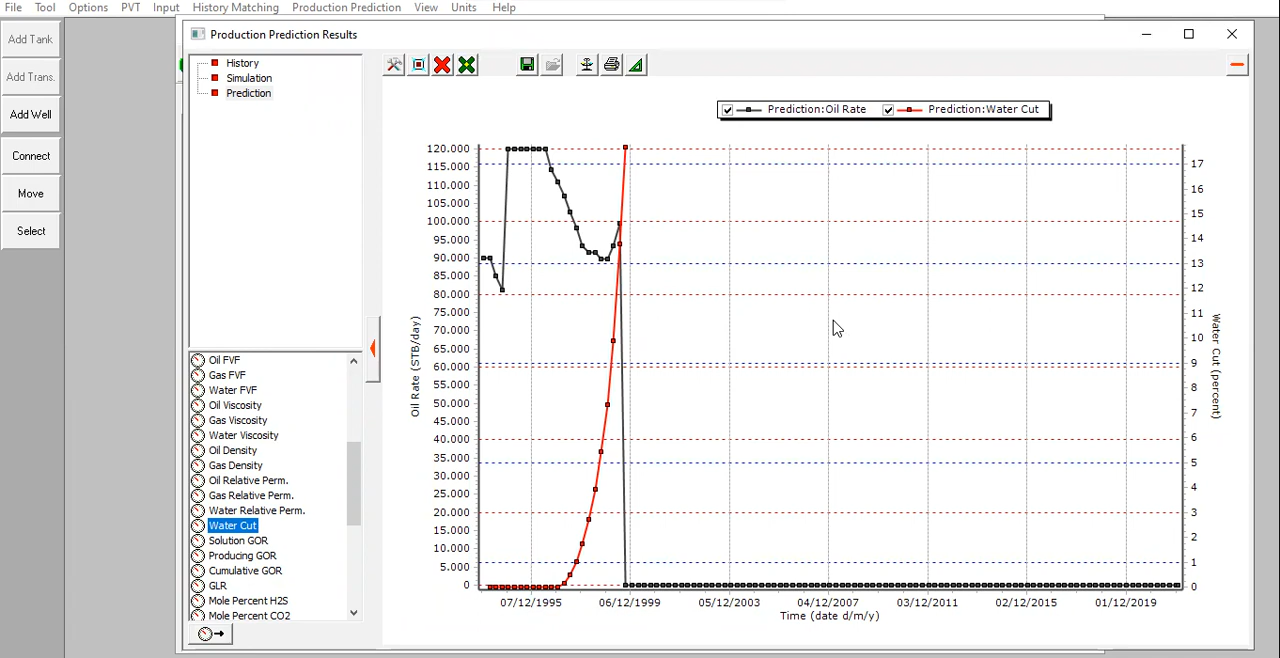 File Tool Options PVT Input History Matching Production Prediction View Units Help
Add Tank
Add Trans.
Add Well
Connect
Move
Select
Production Prediction Results
History
Simulation
Prediction
Oil FVF
Gas FVF
Water FVF
Oil Viscosity
Gas Viscosity
Water Viscosity
Oil Density
Gas Density
Oil Relative Perm.
Gas Relative Perm.
Water Relative Perm.
Water Cut
Solution GOR
Producing GOR
Cumulative GOR
GLR
Mole Percent H2S
Mole Percent CO2
Prediction:Oil Rate Prediction:Water Cut
Oil Rate (STB/day)
120.000
115.000
110.000
105.000
100.000
95.000
90.000
85.000
80.000
75.000
70.000
65.000
60.000
55.000
50.000
45.000
40.000
35.000
30.000
25.000
20.000
15.000
10.000
5.000
0
17
16
15
14
13
12
11
10
9
8
7
6
5
4
3
2
1
0
Water Cut (percent)
07/12/1995 06/12/1999 05/12/2003 04/12/2007 03/12/2011 02/12/2015 01/12/2019
Time (date d/m/y)